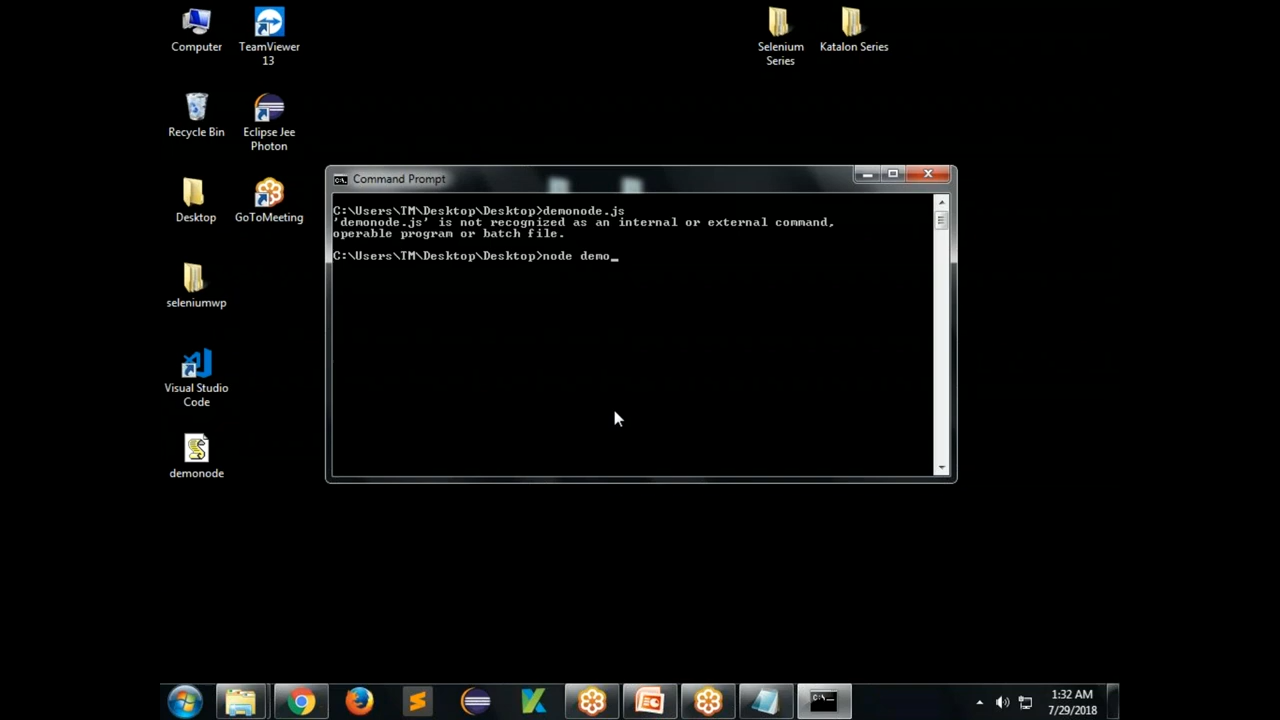 Computer
TeamViewer
13
Selenium
Series
Katalon Series
Recycle Bin
Eclipse Jee
Photon
Desktop
GoToMeeting
seleniumwp
Visual Studio
Code
demonode
C:\.
Command Prompt
C:\Users\TM\Desktop\Desktop>demonode.js
'demonode.js' is not recognized as an internal or external command,
operable program or batch file.
C:\Users\TM\Desktop\Desktop>node demo_
1:32 AM
7/29/2018